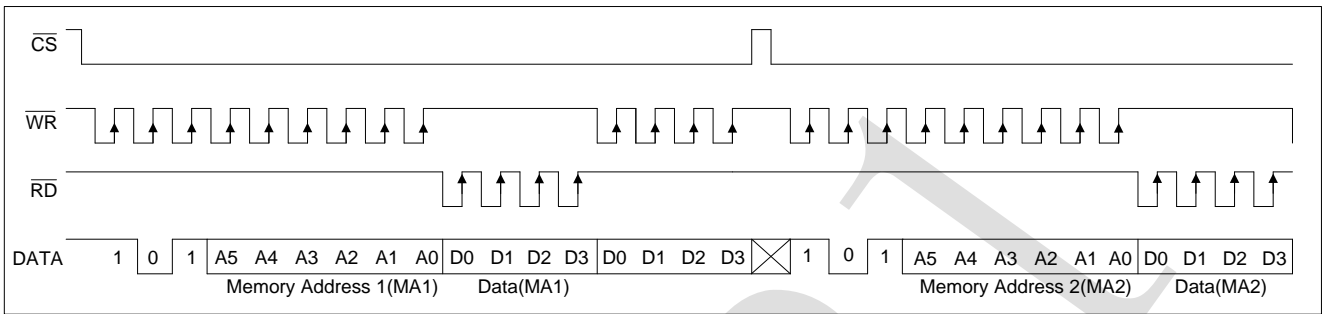 CS
WR
RD
DATA 1 0 1 A5 A4 A3 A2 A1 A0 D0 D1 D2 D3 D0 D1 D2 D3 1 0 1 A5 A4 A3 A2 A1 A0 D0 D1 D2 D3
Memory Address 1(MA1) Data(MA1) Memory Address 2(MA2) Data(MA2)